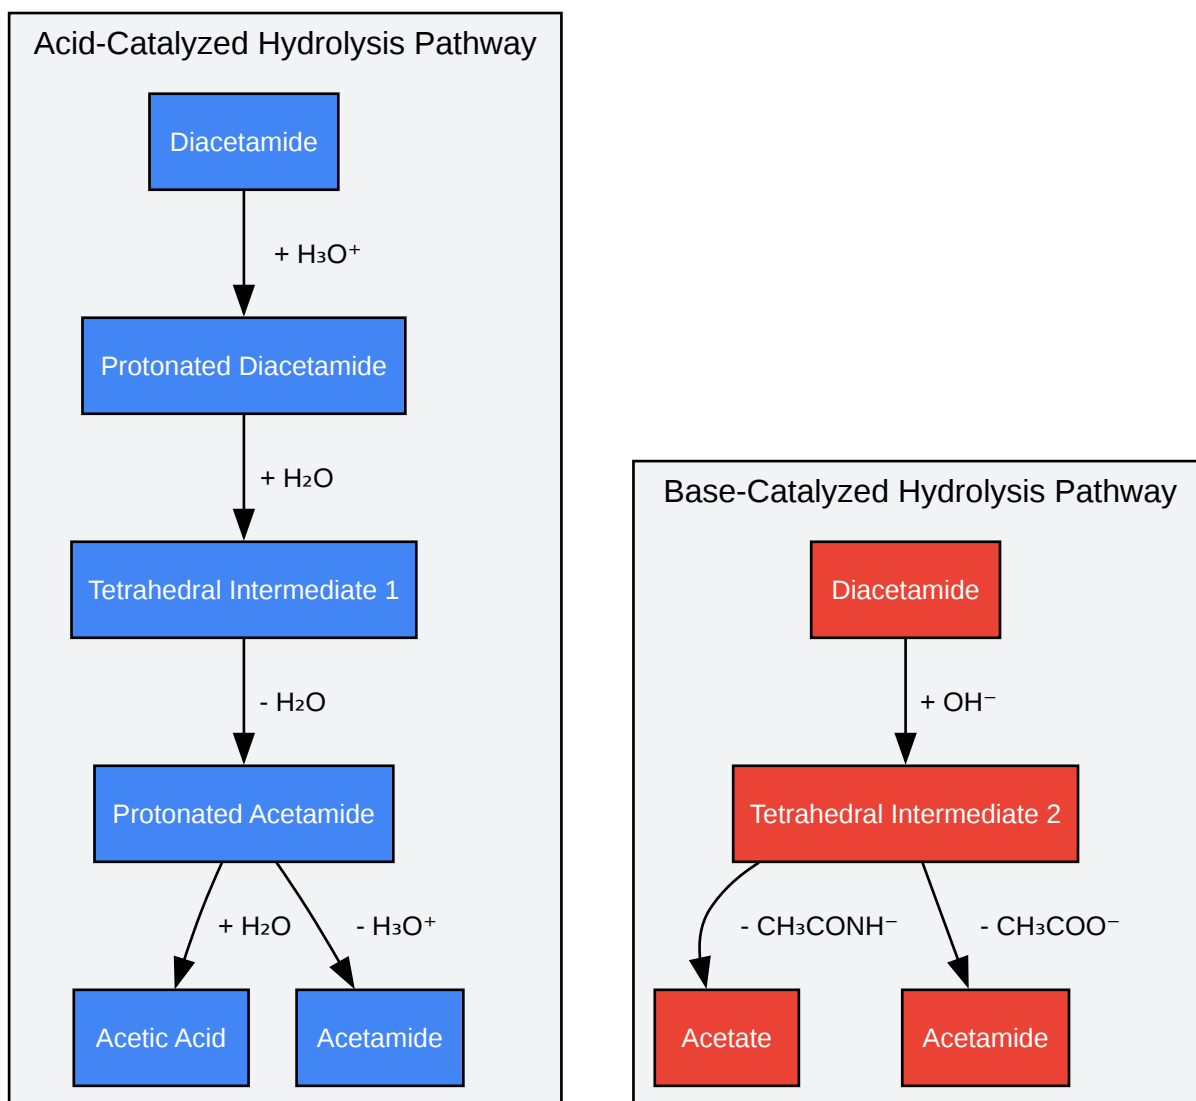 Acid-Catalyzed Hydrolysis Pathway
Diacetamide
+ H₃O⁺
Protonated Diacetamide
+ H₂O
Tetrahedral Intermediate 1
- H₂O
Protonated Acetamide
+ H₂O
- H₃O⁺
Acetic Acid
Acetamide
Base-Catalyzed Hydrolysis Pathway
Diacetamide
+ OH⁻
Tetrahedral Intermediate 2
- CH₃CONH⁻
- CH₃COO⁻
Acetate
Acetamide